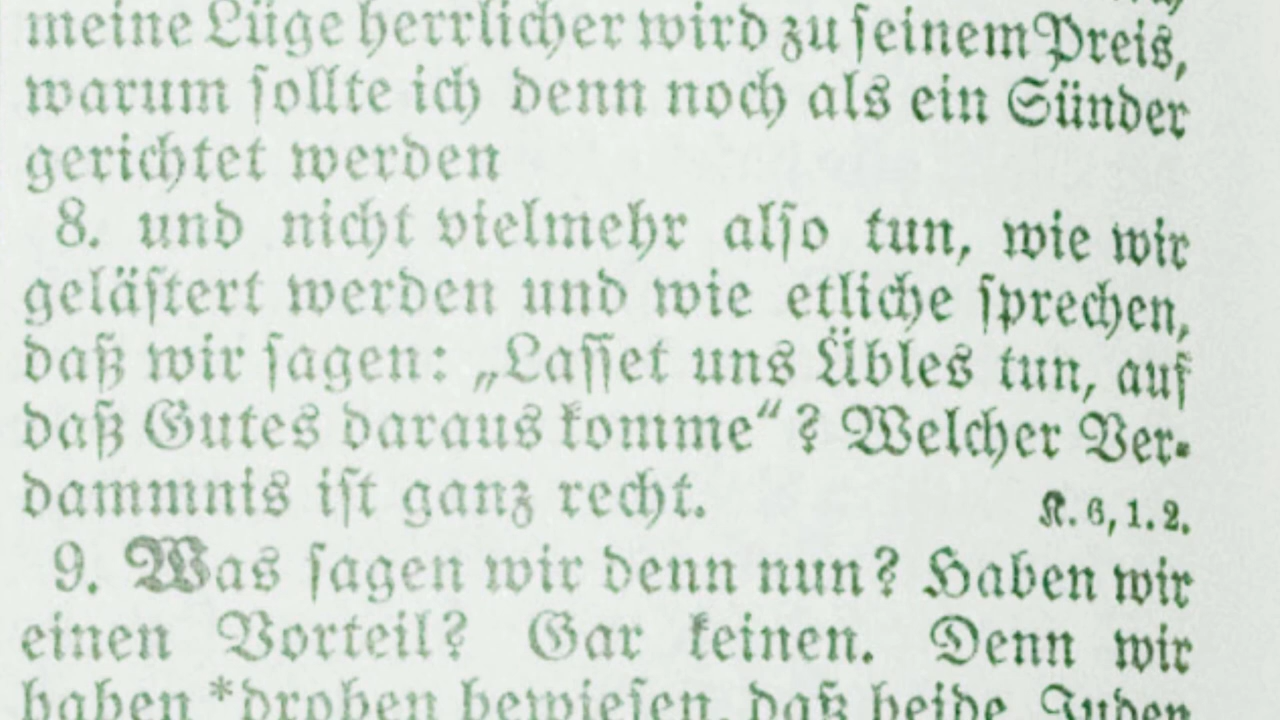 meine Lüge herrlicher wird zu seinem Preis,
warum sollte ich denn noch als ein Sünder
gerichtet werden
8. und nicht vielmehr also tun, wie wir
gelästert werden und wie etliche sprechen,
daß wir sagen: „Lasset uns Übles tun, auf
daß Gutes daraus komme“? Welcher Ver-
dammnis ist ganz recht.
K. 6, 1. 2.
9. Was sagen wir denn nun? Haben wir
einen Vorteil? Gar keinen. Denn wir
haben *droben bewiesen, daß beide, Juden